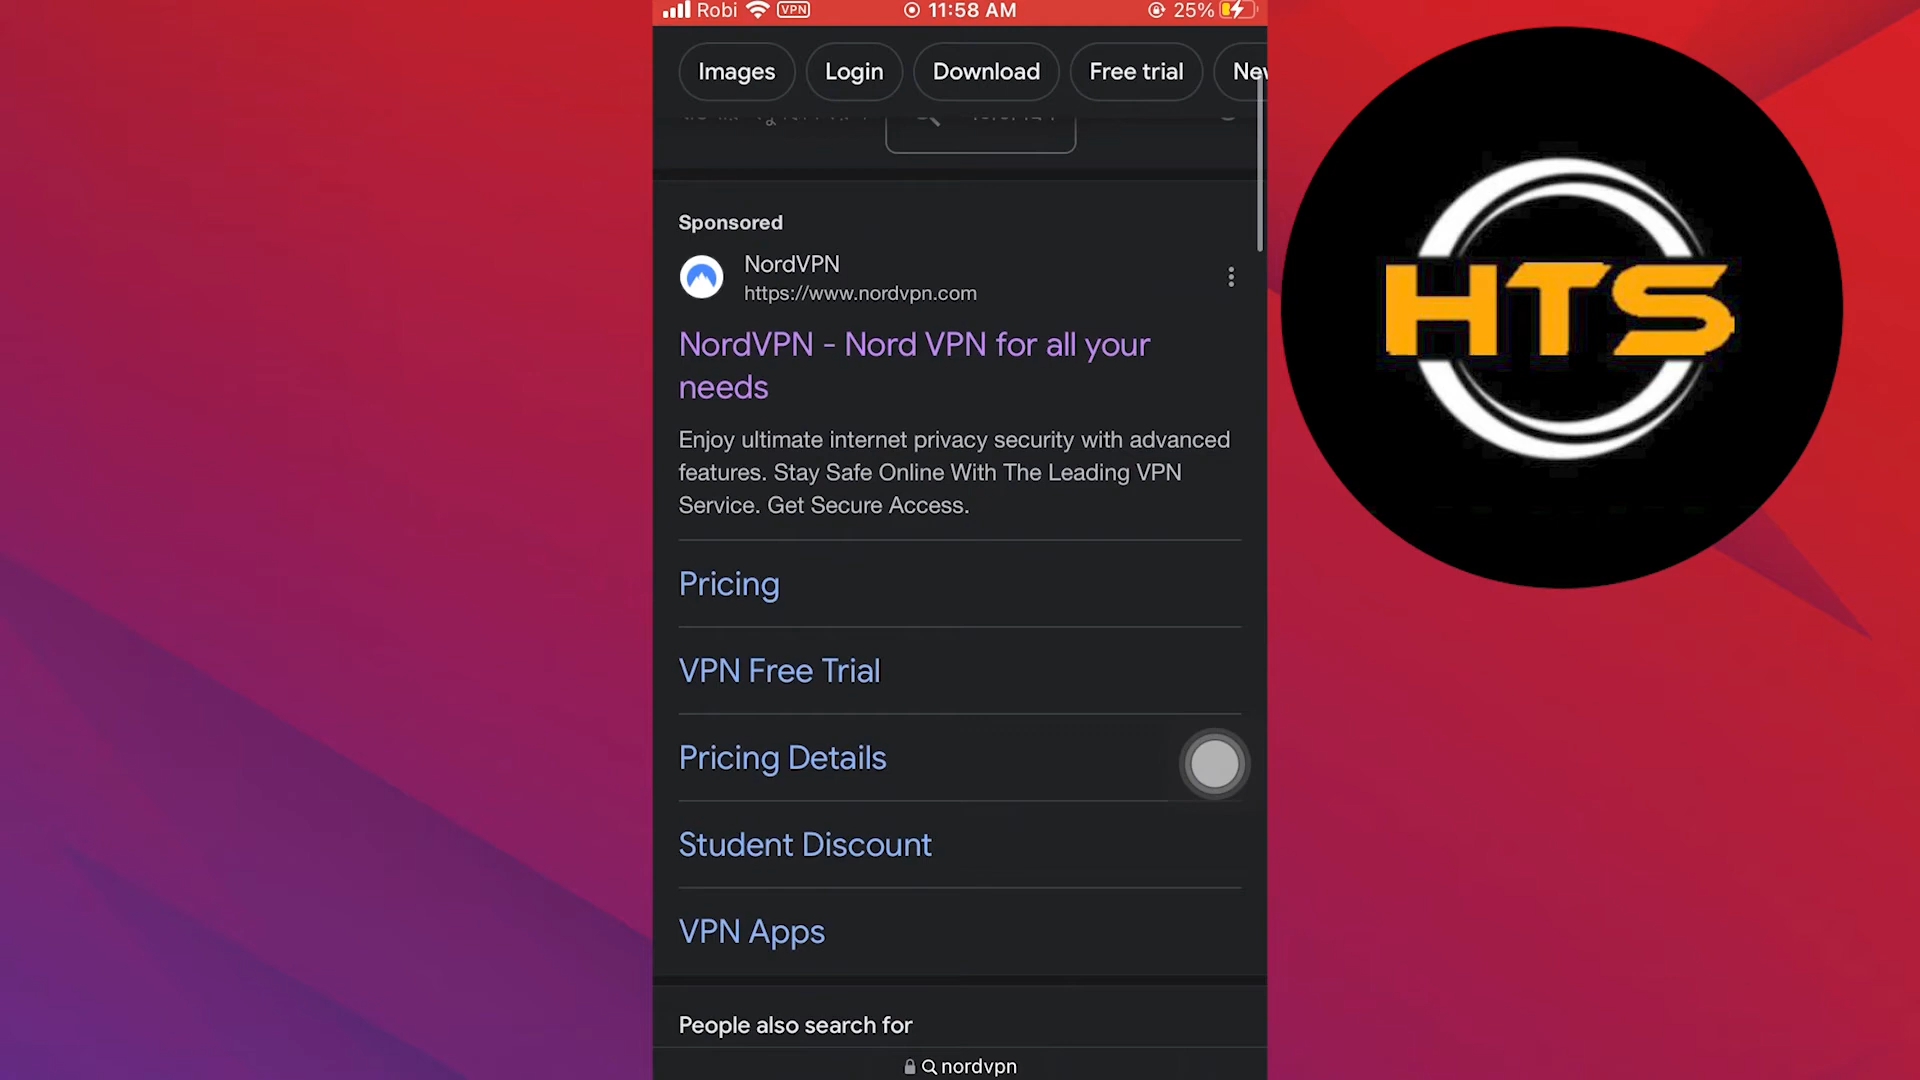 Robi VPN 11:58 AM 25%
Images Login Download Free trial
Sponsored
NordVPN
https://www.nordvpn.com
NordVPN - Nord VPN for all your
needs
Enjoy ultimate internet privacy security with advanced
features. Stay Safe Online With The Leading VPN
Service. Get Secure Access.
Pricing
VPN Free Trial
Pricing Details
Student Discount
VPN Apps
People also search for
nordvpn
HTS